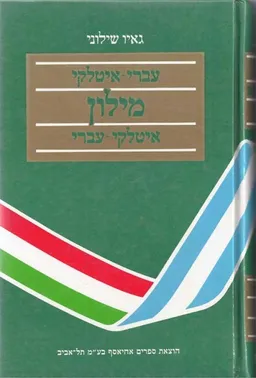 גאיו שילוני
עברי-איטלקי
מילון
איטלקי-עברי
הוצאת ספרים אחיאסף בע״מ תל-אביב